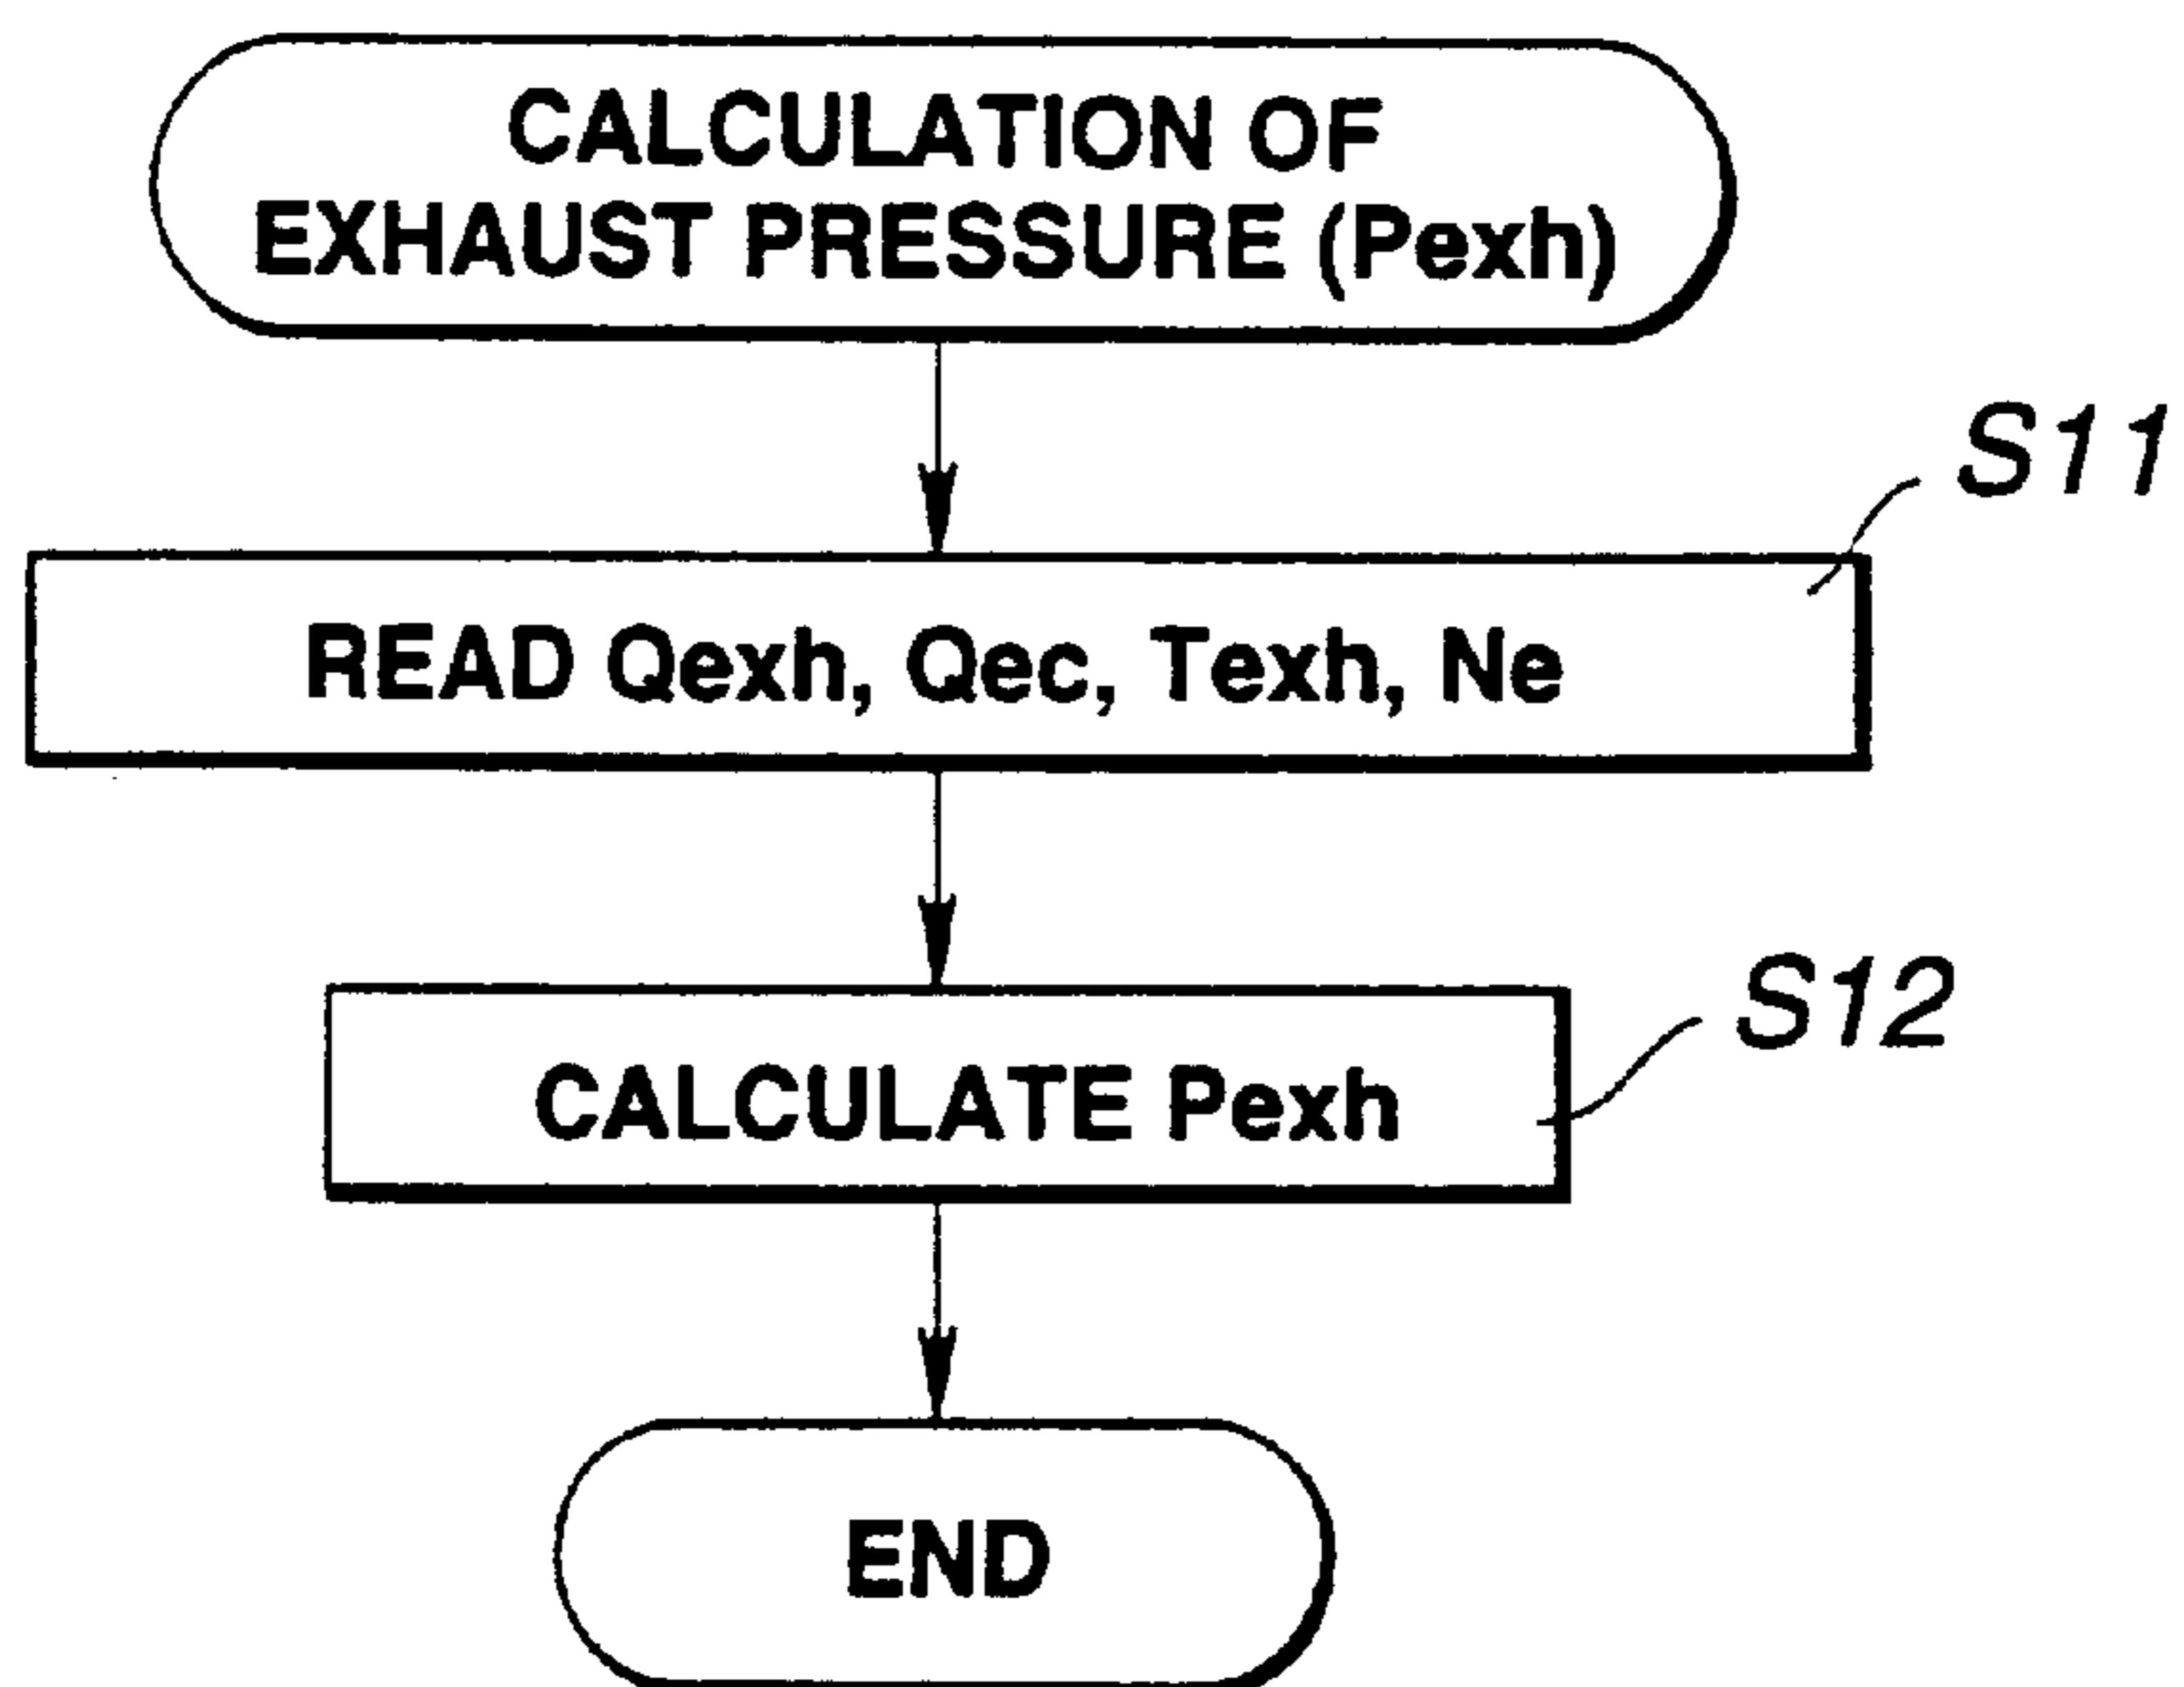 CALCULATION OF
EXHAUST PRESSURE (Pexh)
S11
READ Qexh, Qec, Texh, Ne
S12
CALCULATE Pexh
END